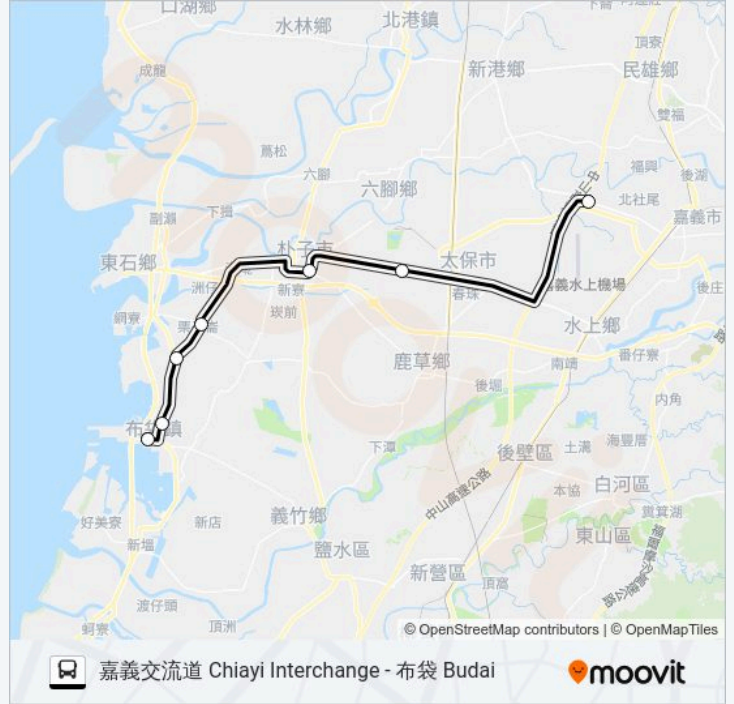 口湖鄉
水林鄉
北港鎮
頂寮
成龍
新港鄉
民雄鄉
雙福
蔦松
六腳
六腳鄉
福興
後湖
下揖
北社尾
副瀨
嘉義市
朴子市
東石鄉
太保市
洲仔
新寮
春珠
嘉義水上機場
後庄
網寮
崁前
栗子崙
水上鄉
番仔寮
鹿草鄉
南靖
後堀
內角
布袋鎮
下潭
土溝
海豐厝
後壁區
中山高速公路
本協
白河區
好美寮
新店
義竹鄉
貫箕湖
東山區
新塭
鹽水區
新營區
頂窩
渡仔頭
蚵寮
頂洲
© OpenStreetMap contributors | © OpenMapTiles
嘉義交流道 Chiayi Interchange - 布袋 Budai
moovit